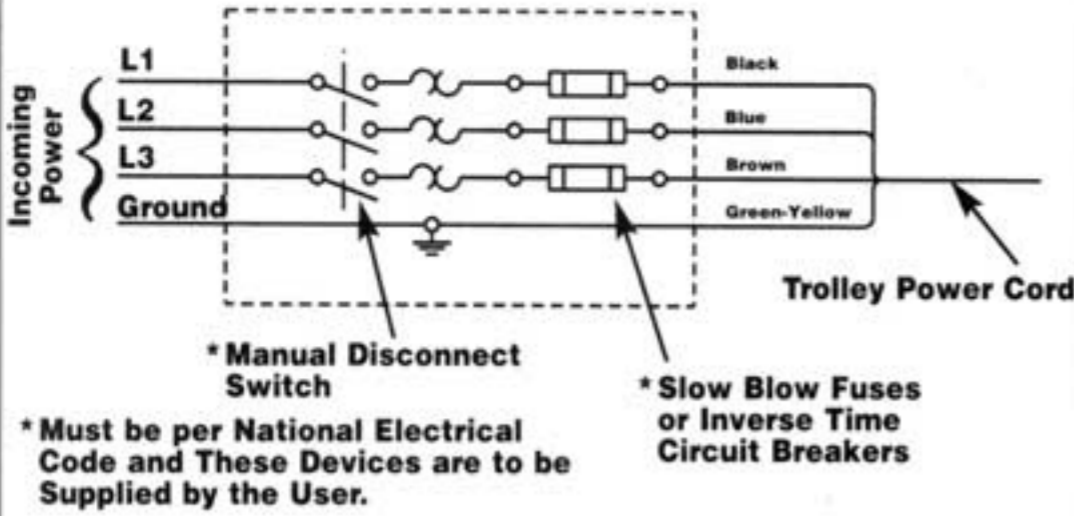 Incoming
Power
L1
L2
L3
Ground
Black
Blue
Brown
Green-Yellow
Trolley Power Cord
* Manual Disconnect
Switch
* Slow Blow Fuses
or Inverse Time
Circuit Breakers
* Must be per National Electrical
Code and These Devices are to be
Supplied by the User.